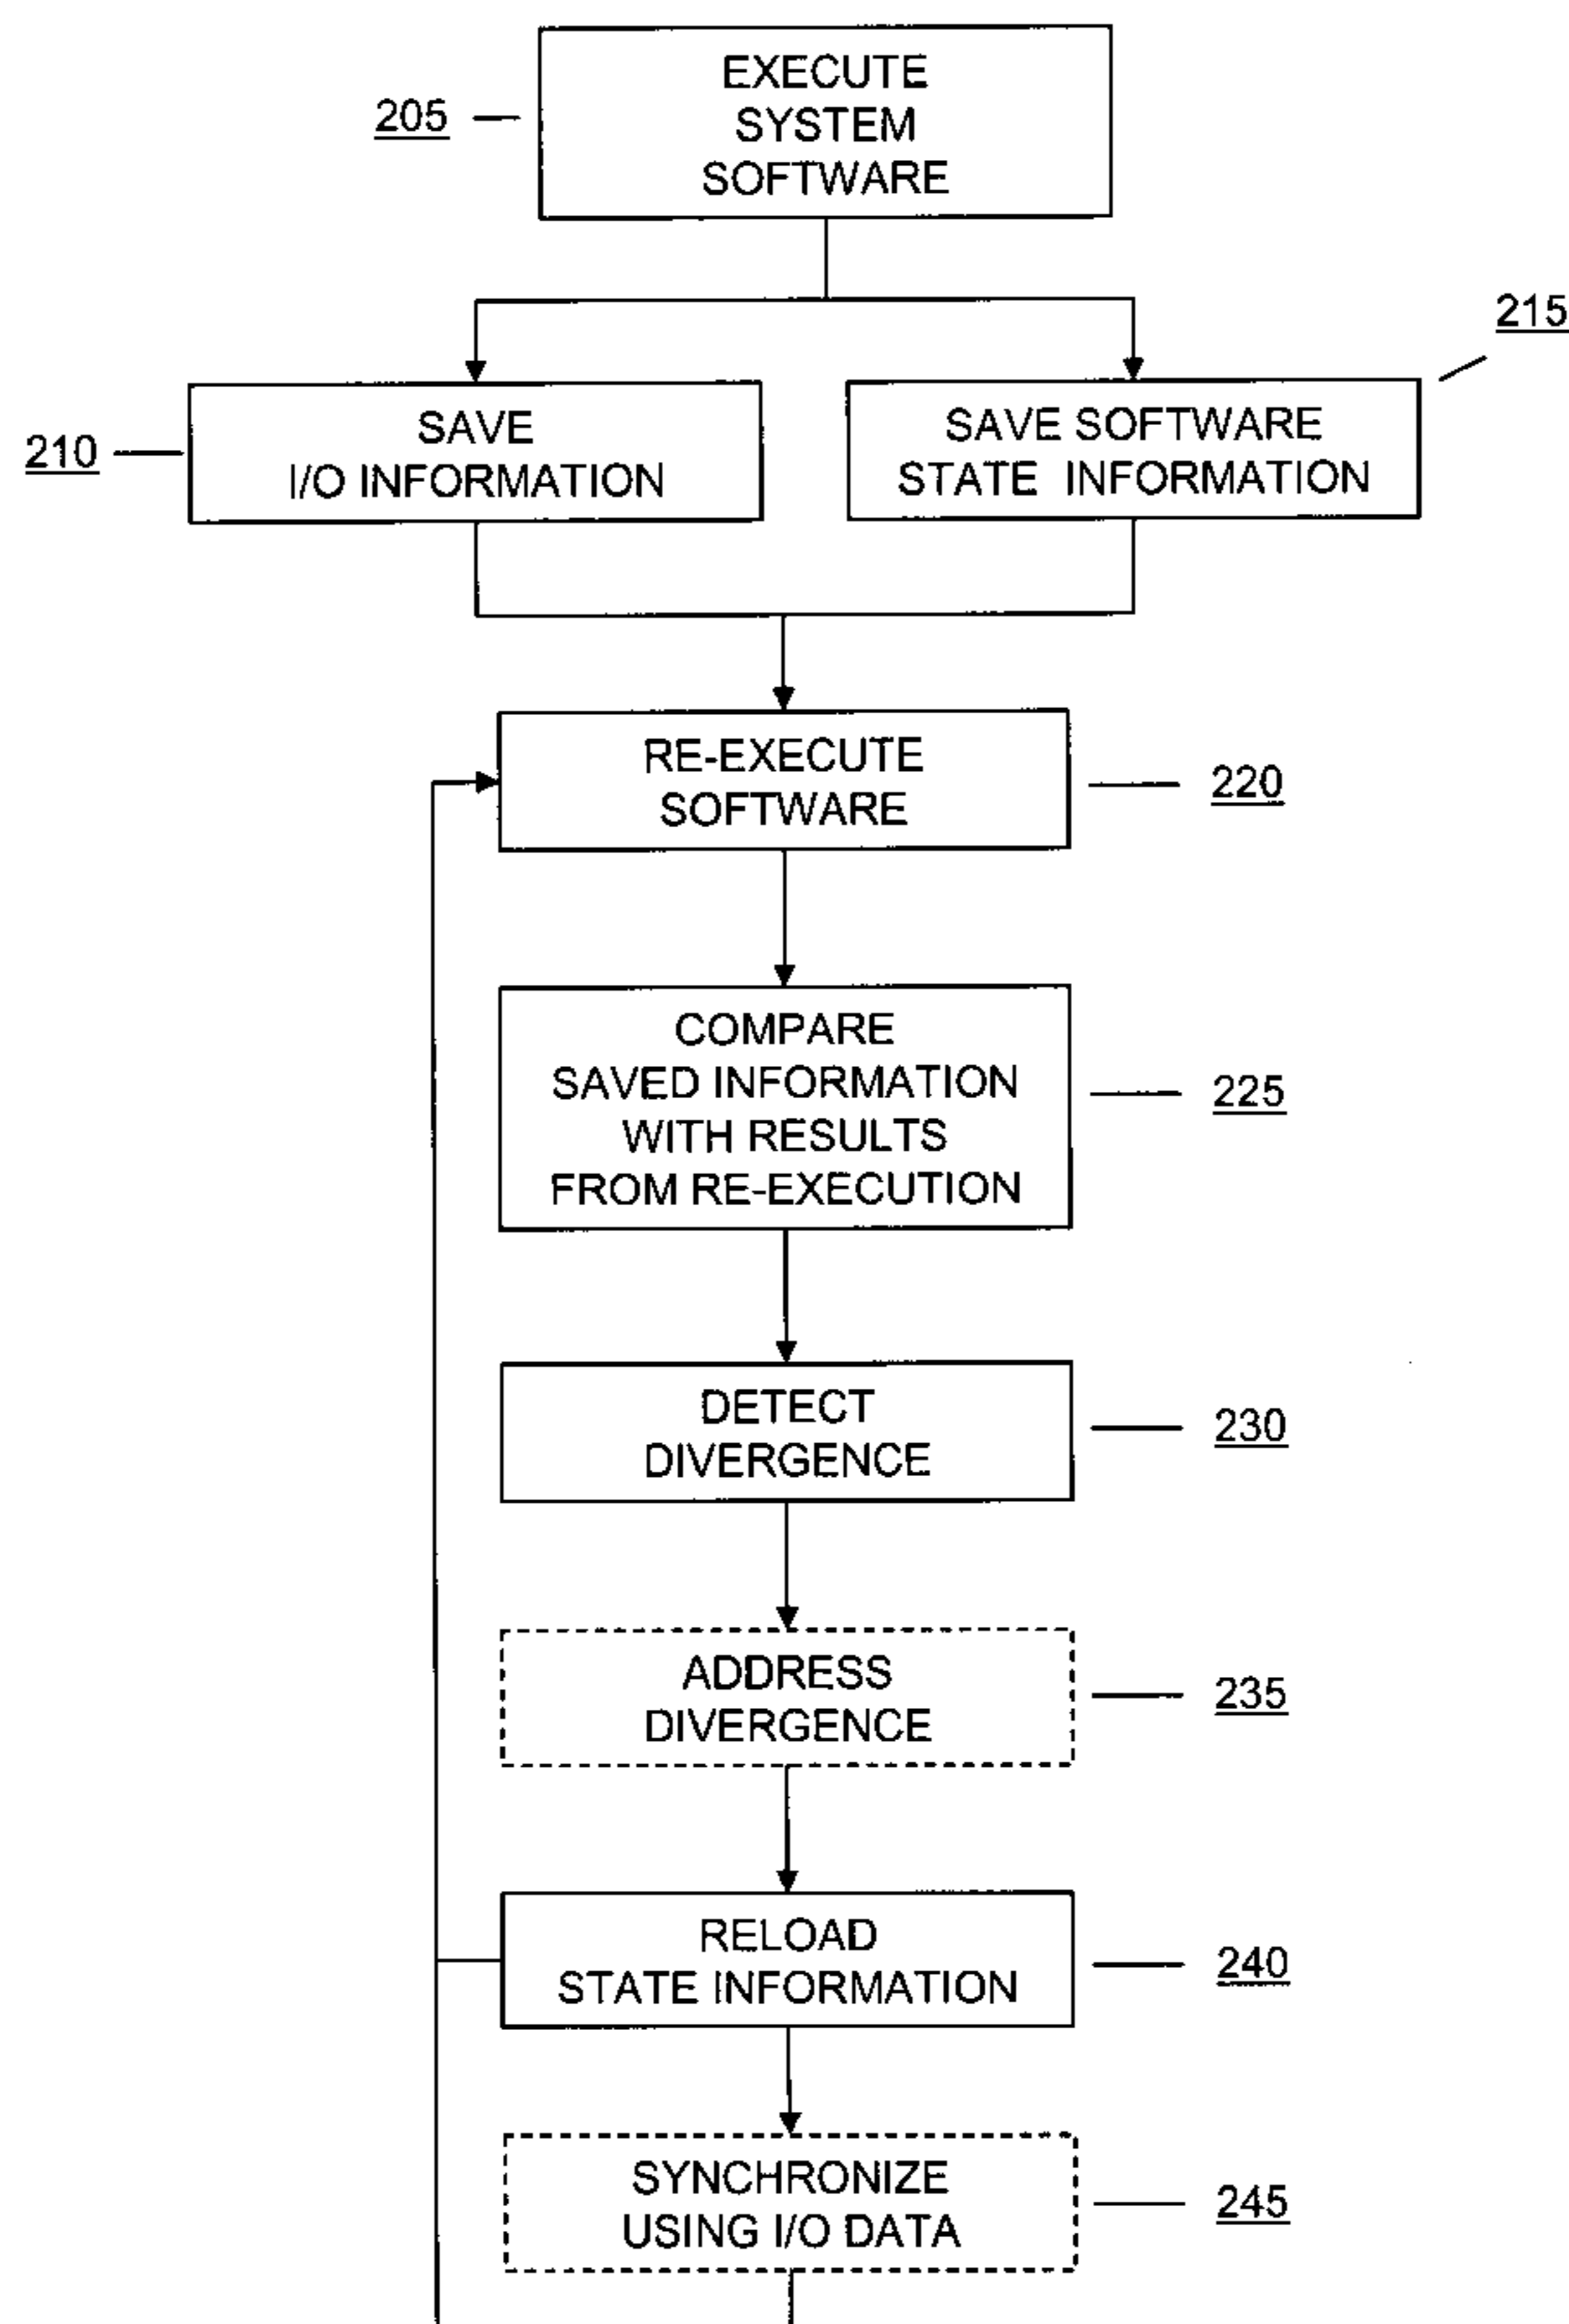 205
EXECUTE
SYSTEM
SOFTWARE
215
210
SAVE
I/O INFORMATION
SAVE SOFTWARE
STATE INFORMATION
RE-EXECUTE
SOFTWARE
220
COMPARE
SAVED INFORMATION
WITH RESULTS
FROM RE-EXECUTION
225
DETECT
DIVERGENCE
230
ADDRESS
DIVERGENCE
235
RELOAD
STATE INFORMATION
240
SYNCHRONIZE
USING I/O DATA
245